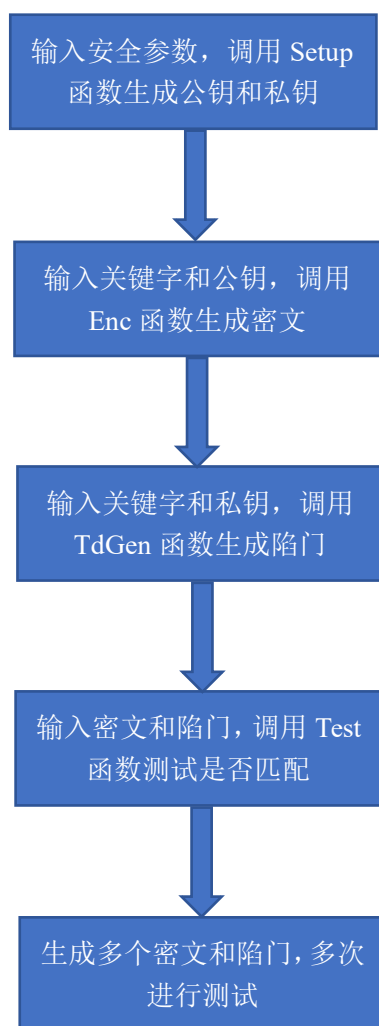 输入安全参数，调用 Setup
函数生成公钥和私钥
输入关键字和公钥，调用
Enc 函数生成密文
输入关键字和私钥，调用
TdGen 函数生成陷门
输入密文和陷门，调用 Test
函数测试是否匹配
生成多个密文和陷门，多次
进行测试